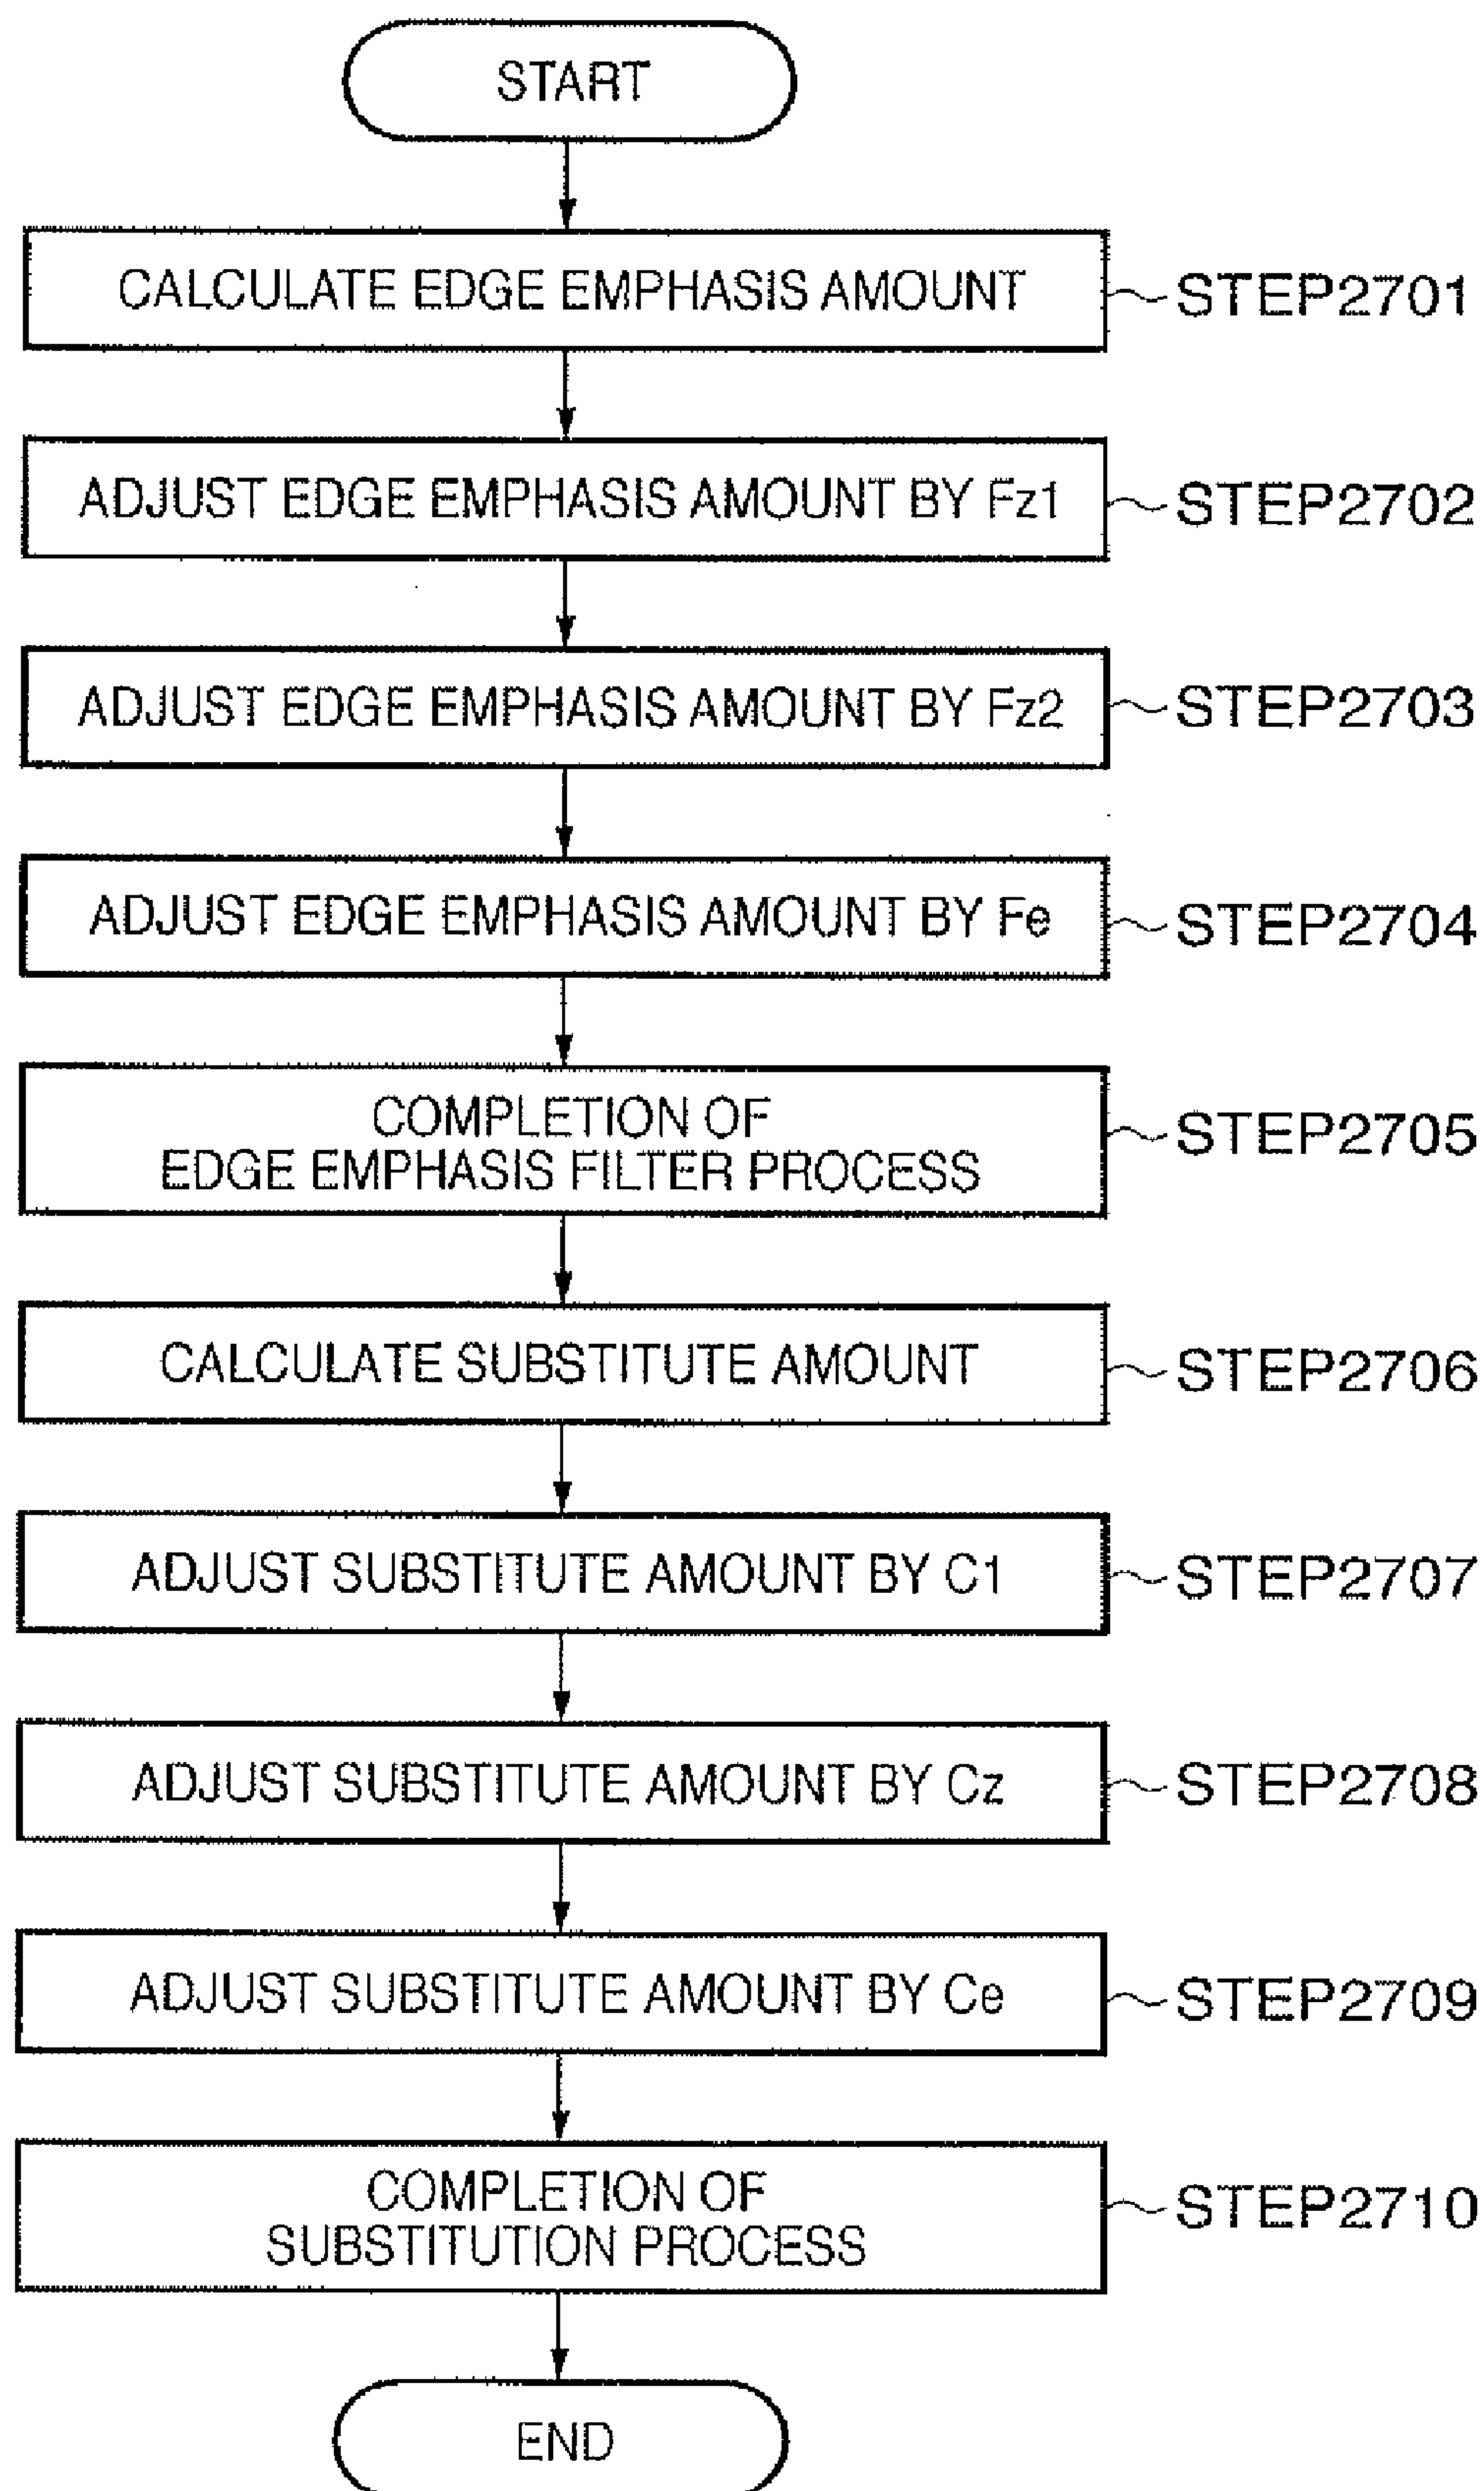 START
CALCULATE EDGE EMPHASIS AMOUNT
STEP2701
ADJUST EDGE EMPHASIS AMOUNT BY Fz1
STEP2702
ADJUST EDGE EMPHASIS AMOUNT BY Fz2
STEP2703
ADJUST EDGE EMPHASIS AMOUNT BY Fe
STEP2704
COMPLETION OF
EDGE EMPHASIS FILTER PROCESS
STEP2705
CALCULATE SUBSTITUTE AMOUNT
STEP2706
ADJUST SUBSTITUTE AMOUNT BY C1
STEP2707
ADJUST SUBSTITUTE AMOUNT BY Cz
STEP2708
ADJUST SUBSTITUTE AMOUNT BY Ce
STEP2709
COMPLETION OF
SUBSTITUTION PROCESS
STEP2710
END